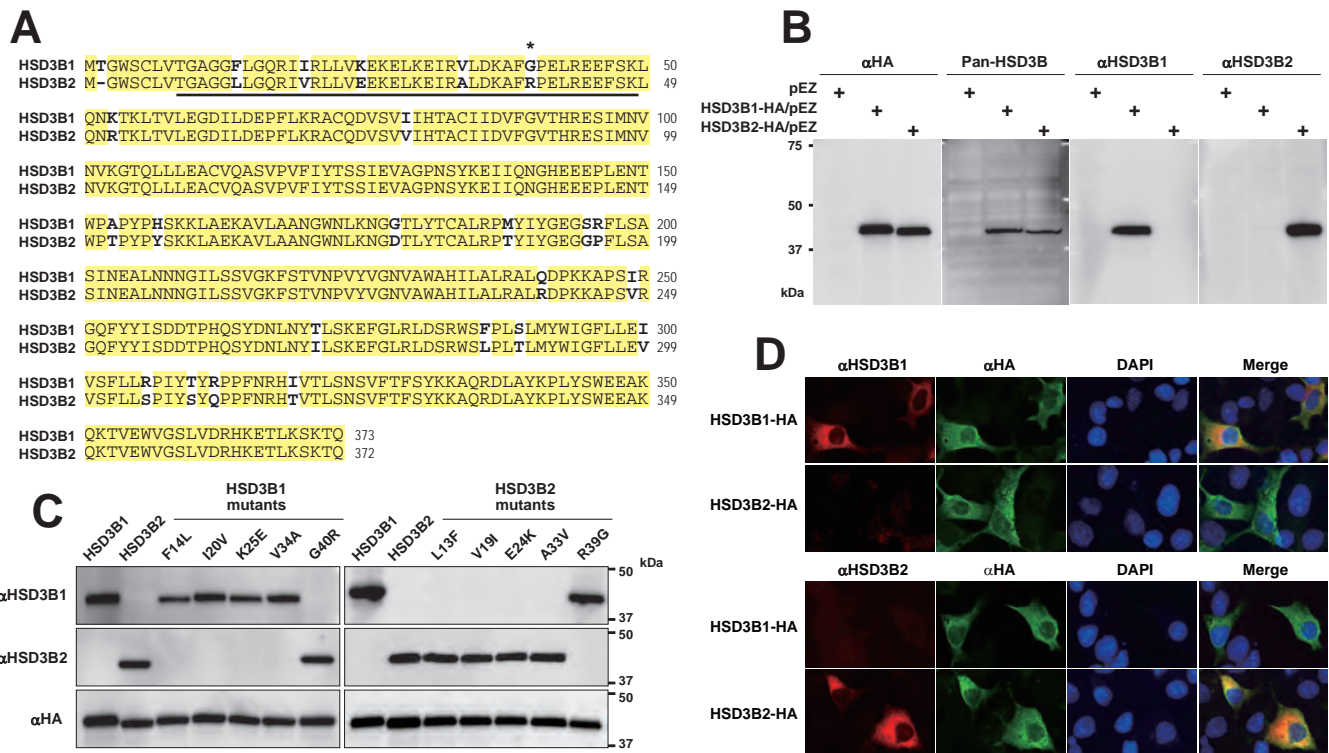 A
*
HSD3B1 MTGWSCLVTGAGGFLGQRIIRLLVKEKELKEIRVLDKAFGPELREEFSKL 50
HSD3B2 M-GWSCLVTGAGGLLGQRIVRLLVEEKELKEIRALDKAFRPELREEFSKL 49
HSD3B1 QNKTKLTVLEGDILDEPFLKRACQDVSVIIHTACIIDVFGVTHRESIMNV 100
HSD3B2 QNRTKLTVLEGDILDEPFLKRACQDVSVVIHTACIIDVFGVTHRESIMNV 99
HSD3B1 NVKGTQLLLEACVQASVPVFIYTSSIEVAGPNSYKEIIQNGHEEEPLENT 150
HSD3B2 NVKGTQLLLEACVQASVPVFIYTSSIEVAGPNSYKEIIQNGHEEEPLENT 149
HSD3B1 WPAPYPHSKKLAEKAVLAANGWNLKNGGTLYTCALRPMYIYGEGSRFLSA 200
HSD3B2 WPTPYPYSKKLAEKAVLAANGWNLKNGDTLYTCALRPTYIYGEGGPFLSA 199
HSD3B1 SINEALNNNGILSSVGKFSTVNPVYVGNVAWAHILALRALQDPKKAPSIR 250
HSD3B2 SINEALNNNGILSSVGKFSTVNPVYVGNVAWAHILALRALRDPKKAPSVR 249
HSD3B1 GQFYYISDDTPHQSYDNLNYTLSKEFGLRLDSRWSFPLSLMYWIGFLLEI 300
HSD3B2 GQFYYISDDTPHQSYDNLNYILSKEFGLRLDSRWSLPLTLMYWIGFLLEV 299
HSD3B1 VSFLLRPIYTYRPPFNRHIVTLSNSVFTFSYKKAQRDLAYKPLYSWEEAK 350
HSD3B2 VSFLLSPIYSYQPPFNRHTVTLSNSVFTFSYKKAQRDLAYKPLYSWEEAK 349
HSD3B1 QKTVEWVGSLVDRHKETLKSKTQ 373
HSD3B2 QKTVEWVGSLVDRHKETLKSKTQ 372
B
αHA Pan-HSD3B αHSD3B1 αHSD3B2
pEZ + + + +
HSD3B1-HA/pEZ + + + +
HSD3B2-HA/pEZ + + + +
75
50
37
kDa
C
HSD3B1 mutants
HSD3B2 mutants
HSD3B1 HSD3B2 F14L I20V K25E V34A G40R HSD3B1 HSD3B2 L13F V19I E24K A33V R39G
kDa
αHSD3B1 50
37
αHSD3B2 50
37
αHA 50
37
D
αHSD3B1 αHA DAPI Merge
HSD3B1-HA
HSD3B2-HA
αHSD3B2 αHA DAPI Merge
HSD3B1-HA
HSD3B2-HA